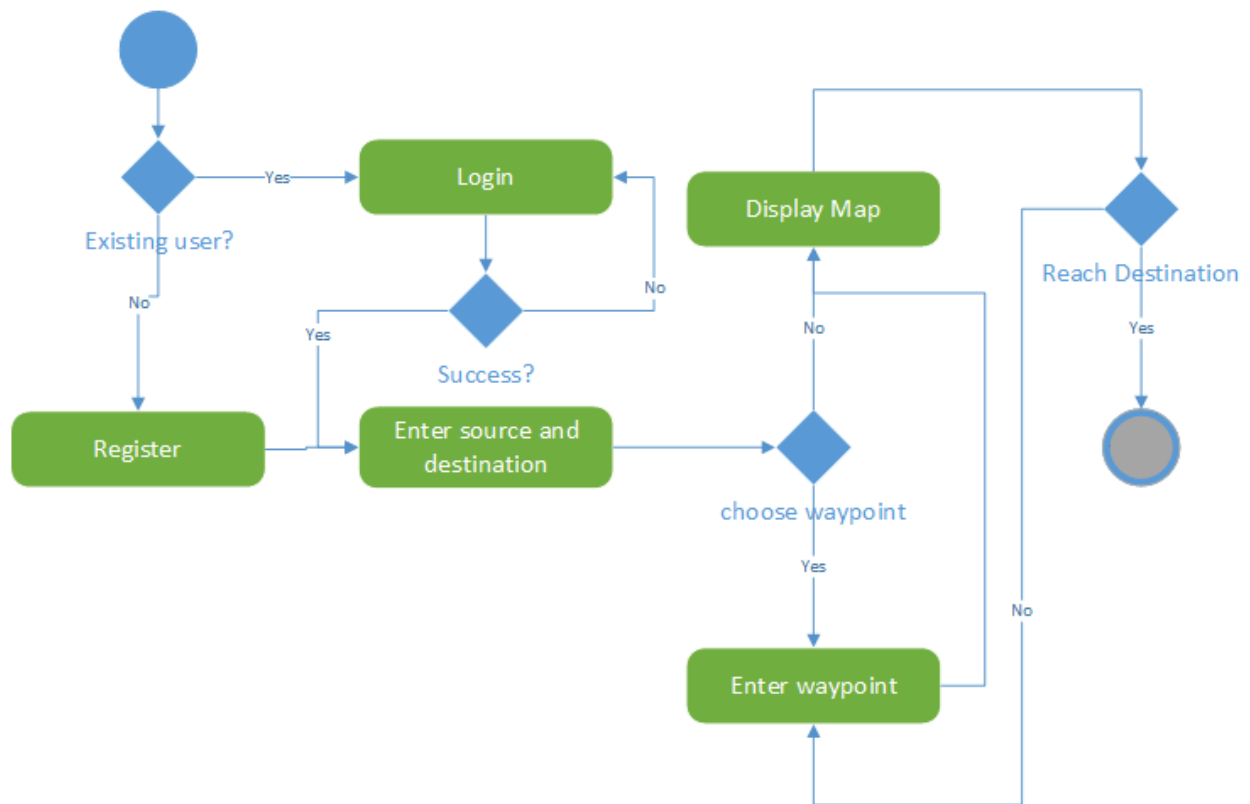 Yes
Login
Existing user?
No
Yes
No
Success?
Register
Enter source and
destination
Display Map
No
choose waypoint
Yes
Enter waypoint
Reach Destination
Yes
No